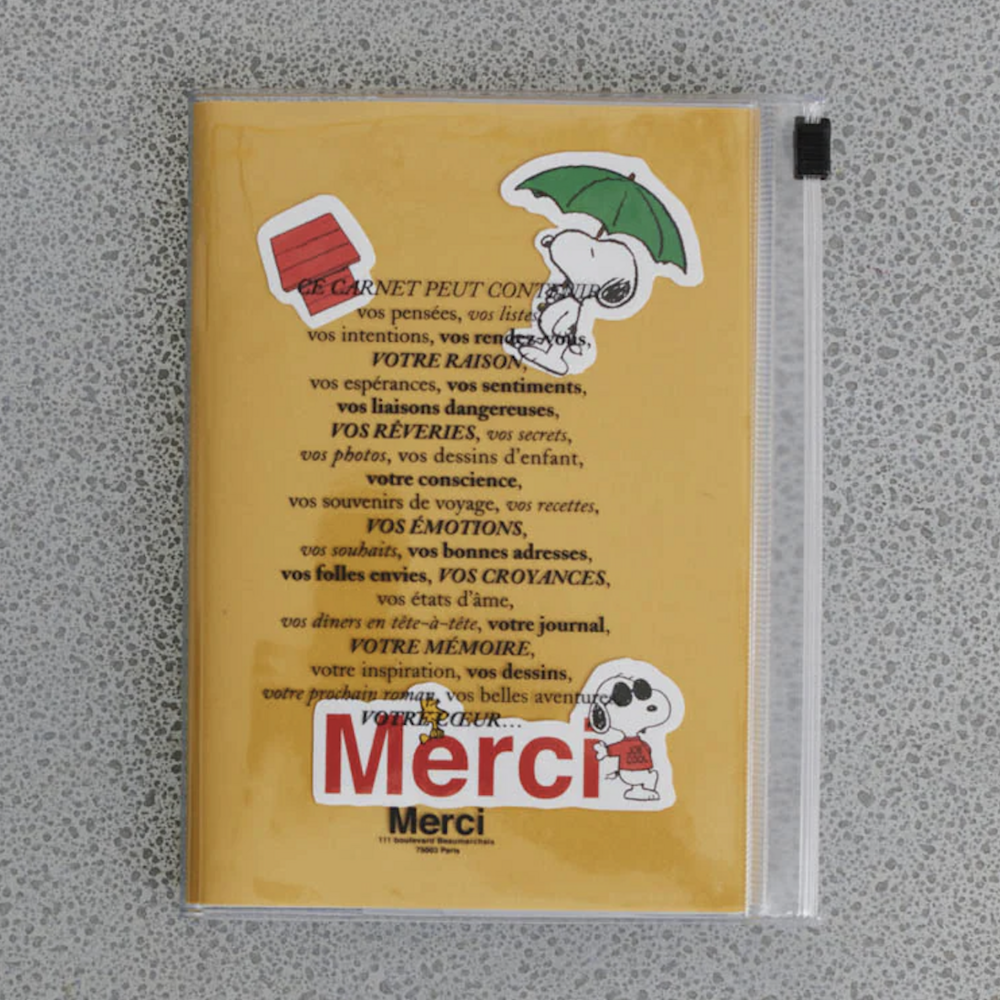 CE CARNET PEUT CONTENIR
vos pensées, vos listes,
vos intentions, vos rendez-vous,
VOTRE RAISON,
vos espérances, vos sentiments,
vos liaisons dangereuses,
VOS RÊVERIES, vos secrets,
vos photos, vos dessins d'enfant,
votre conscience,
vos souvenirs de voyage, vos recettes,
VOS ÉMOTIONS,
vos souhaits, vos bonnes adresses,
vos folles envies, VOS CROYANCES,
vos états d'âme,
vos dîners en tête-à-tête, votre journal,
VOTRE MÉMOIRE,
votre inspiration, vos dessins,
votre prochain roman, vos belles aventures
VOTRE CŒUR...
Merci
JOE
COOL
Merci
111 boulevard Beaumarchais
75003 Paris